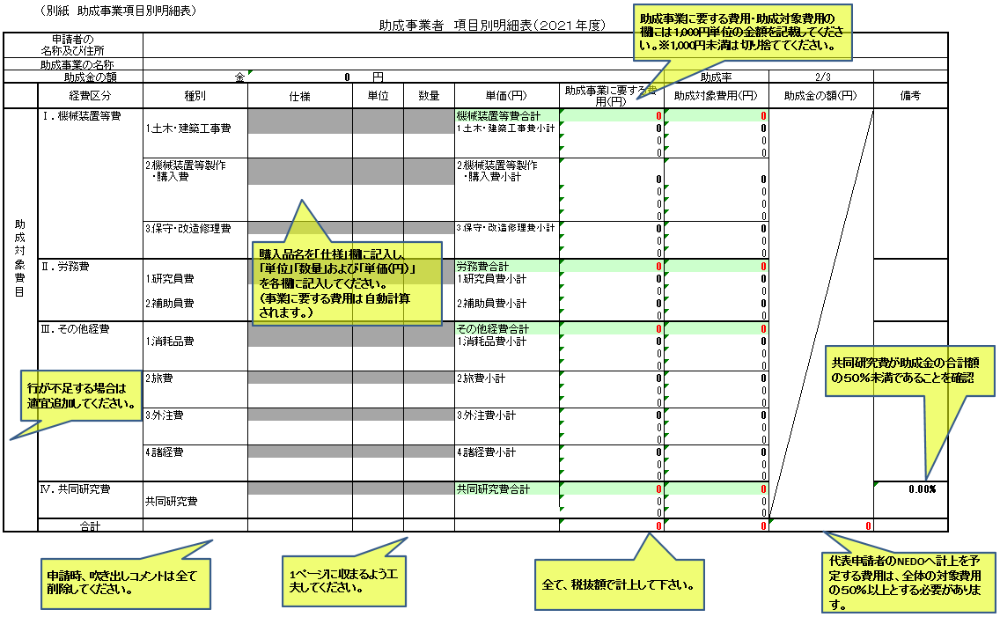 （別紙 助成事業項目別明細表）
助成事業者 項目別明細表（2021年度）
助成事業に要する費用・助成対象費用の
欄には1,000円単位の金額を記載してくださ
い。※1,000円未満は切り捨ててください。
申請者の
名称及び住所
助成事業の名称
助成金の額 金 0 円 助成率 2/3
経費区分 種別 仕様 単位 数量 単価(円) 助成事業に要する費用(円) 助成対象費用(円) 助成金の額(円) 備考
助成対象費目
Ⅰ．機械装置等費 機械装置等費合計 0 0
1.土木・建築工事費 1.土木・建築工事費小計 0 0
0 0
0 0
2.機械装置等製作 2.機械装置等製作
・購入費 ・購入費小計 0 0
0 0
0 0
0 0
3.保守・改造修理費 3.保守・改造修理費小計 0 0
0 0
0 0
購入品名を「仕様」欄に記入し、
「単位」「数量」および「単価(円)」
を各欄に記入してください。
（事業に要する費用は自動計算
されます。）
Ⅱ．労務費 労務費合計 0 0
1.研究員費 1.研究員費小計 0 0
0 0
2.補助員費 2.補助員費小計 0 0
0 0
Ⅲ．その他経費 その他経費合計 0 0
1.消耗品費 1.消耗品費小計 0 0
0 0
0 0
2.旅費 2.旅費小計 0 0
0 0
0 0
3.外注費 3.外注費小計 0 0
0 0
0 0
4.諸経費 4.諸経費小計 0 0
0 0
0 0
共同研究費が助成金の合計額
の50％未満であることを確認
行が不足する場合は
適宜追加してください。
Ⅳ．共同研究費 共同研究費合計 0 0 0.00%
共同研究費 0 0
0 0
合計 0 0 0
申請時、吹き出しコメントは全て
削除してください。
1ページに収まるよう工
夫してください。
全て、税抜額で計上して下さい。
代表申請者のNEDOへ計上を予
定する費用は、全体の対象費用
の50％以上とする必要がありま
す。